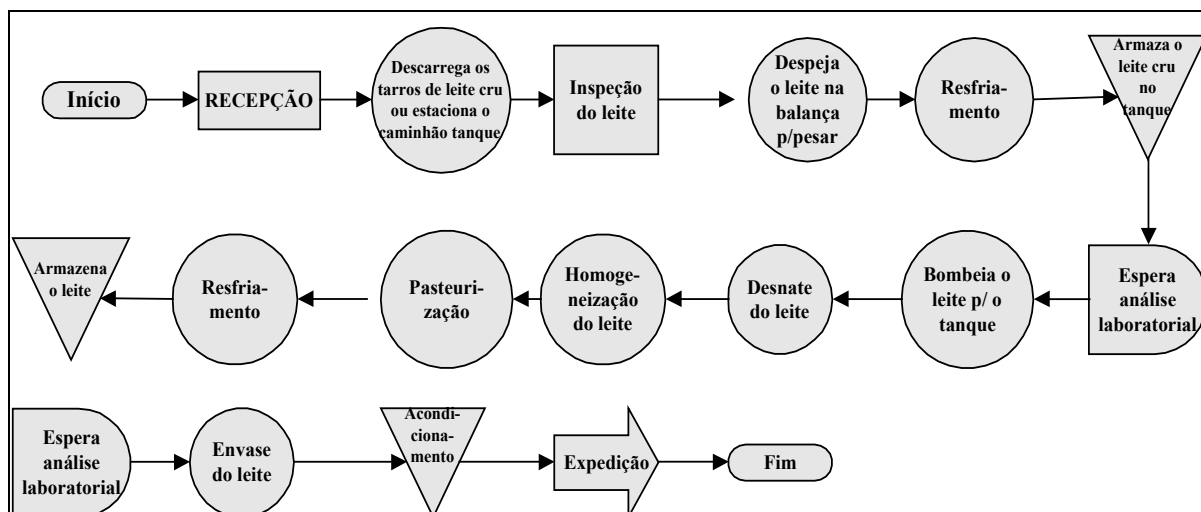 Início
RECEPÇÃO
Descarrega os
tarros de leite cru
ou estaciona o
caminhão tanque
Inspeção
do leite
Despeja
o leite na
balança
p/pesar
Resfria-
mento
Armaza o
leite cru
no
tanque
Espera
análise
laboratorial
Bombeia o
leite p/ o
tanque
Desnate
do leite
Homoge-
neização
do leite
Pasteuri-
zação
Resfria-
mento
Armazena
o leite
Espera
análise
laboratorial
Envase
do leite
Acondi-
ciona-
mento
Expedição
Fim